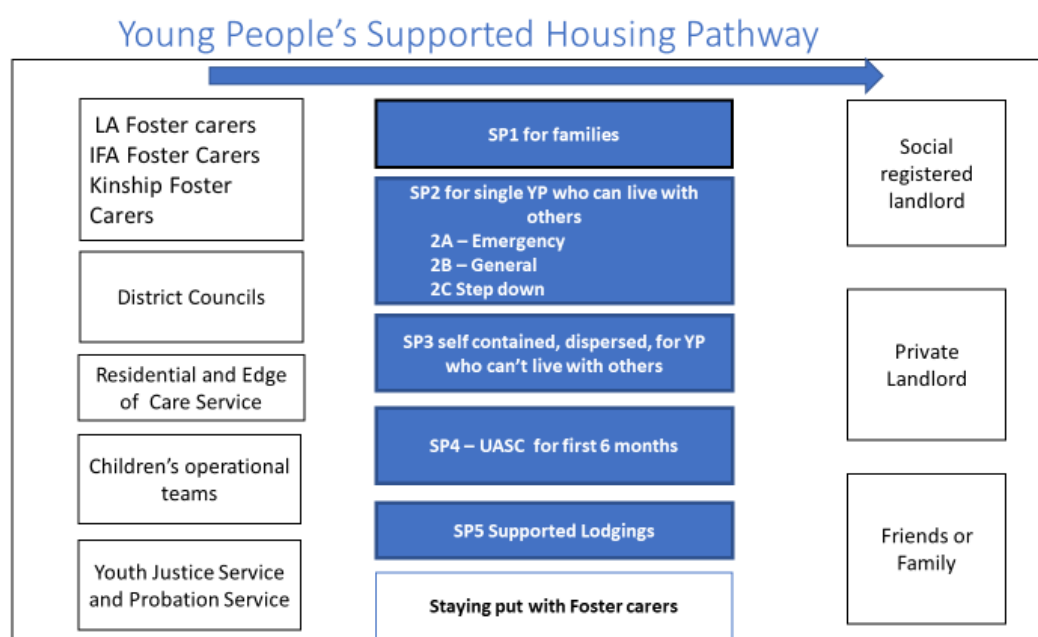 Young People's Supported Housing Pathway
LA Foster carers
IFA Foster Carers
Kinship Foster
Carers
District Councils
Residential and Edge
of Care Service
Children's operational
teams
Youth Justice Service
and Probation Service
SP1 for families
SP2 for single YP who can live with
others
2A – Emergency
2B – General
2C Step down
SP3 self contained, dispersed, for YP
who can't live with others
SP4 – UASC for first 6 months
SP5 Supported Lodgings
Staying put with Foster carers
Social
registered
landlord
Private
Landlord
Friends or
Family